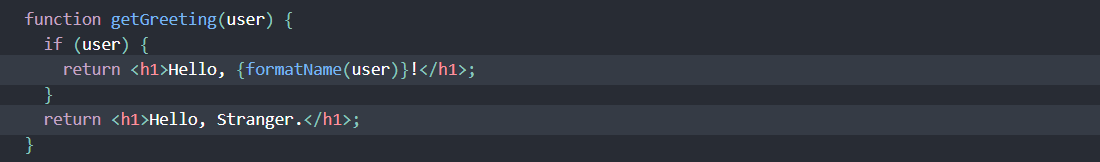 function getGreeting(user) {
  if (user) {
    return <h1>Hello, {formatName(user)}!</h1>;
  }
  return <h1>Hello, Stranger.</h1>;
}